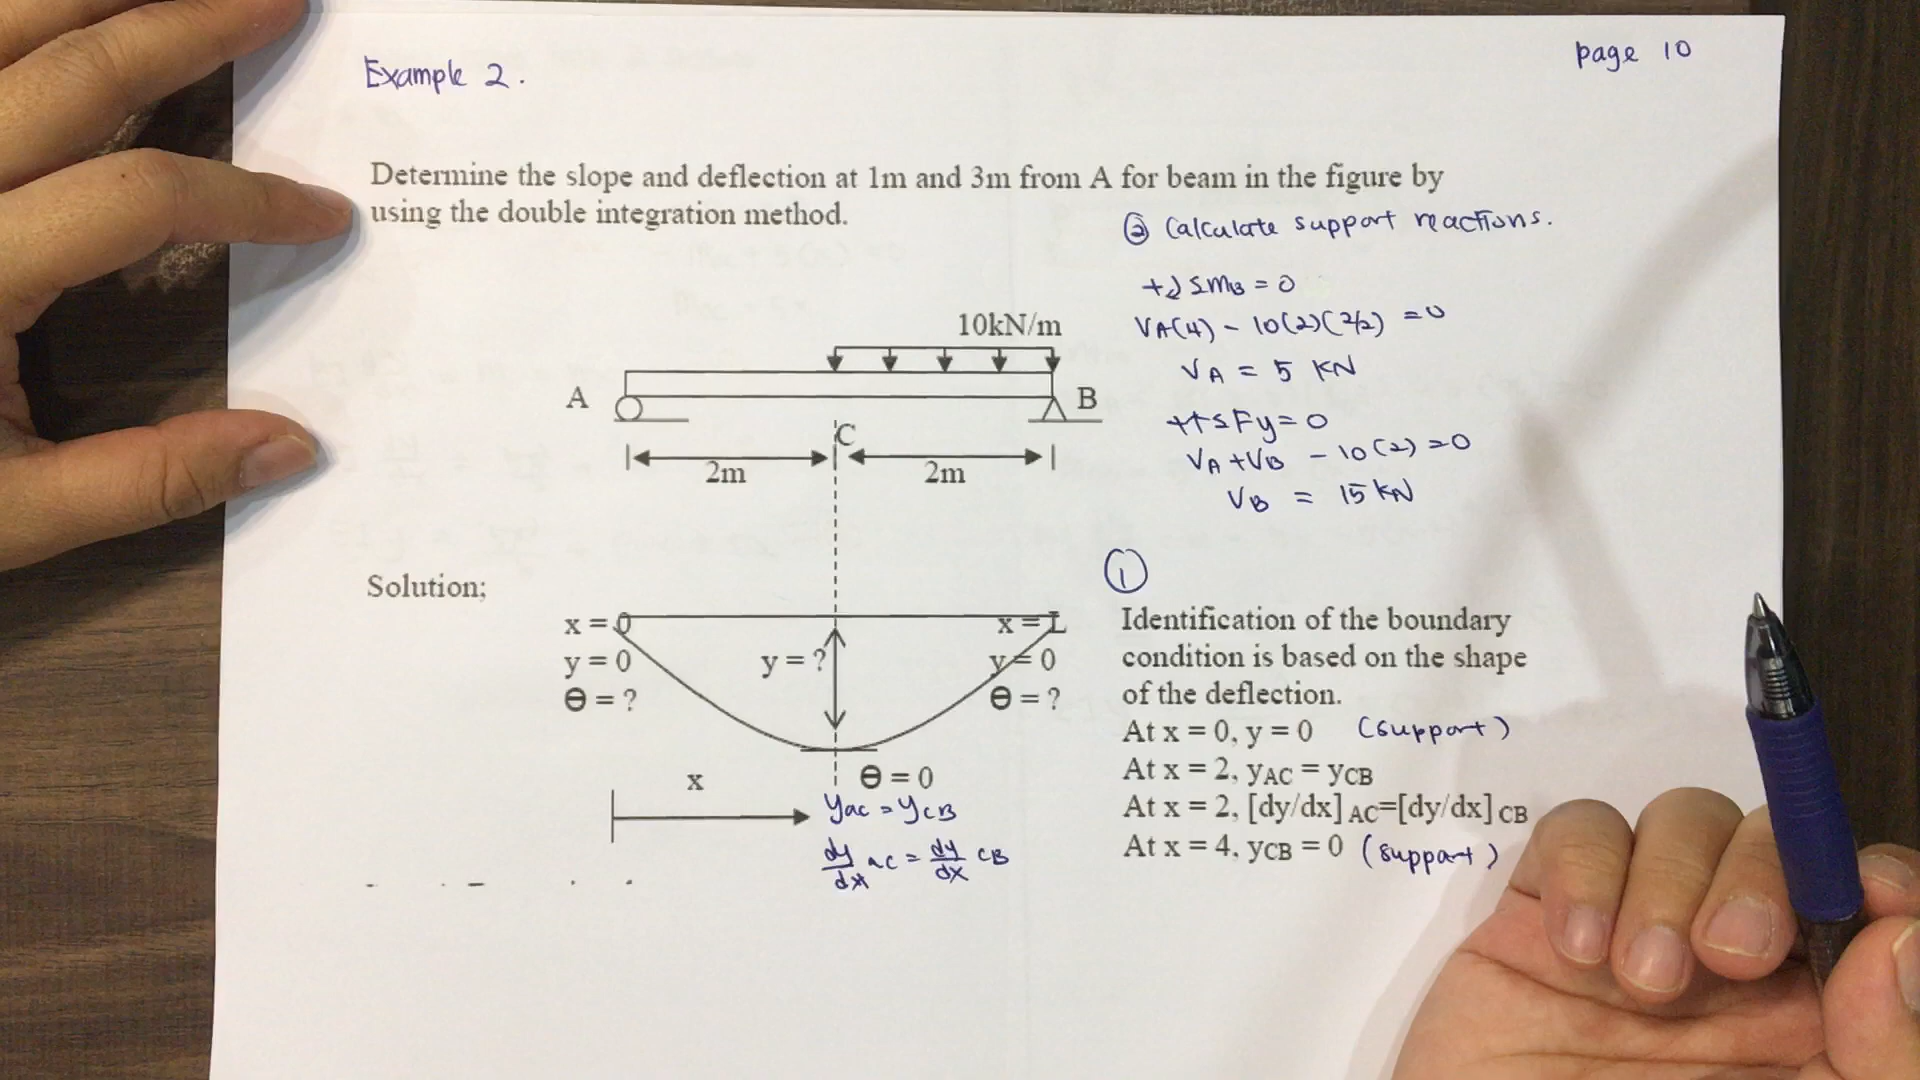 Example 2.
page 10
Determine the slope and deflection at 1m and 3m from A for beam in the figure by
using the double integration method.
② Calculate support reactions.
+↻ ΣMB = 0
VA(4) - 10(2)(2/2) = 0
VA = 5 KN
+↑ΣFy = 0
VA + VB - 10(2) = 0
VB = 15 KN
10kN/m
A
B
C
2m
2m
Solution;
x = 0
y = 0
Ө = ?
y = ?
x = L
y = 0
Ө = ?
x
Ө = 0
yac = yCB
dy/dx ac = dy/dx CB
①
Identification of the boundary
condition is based on the shape
of the deflection.
At x = 0, y = 0 (support)
At x = 2, yAC = yCB
At x = 2, [dy/dx] AC=[dy/dx] CB
At x = 4, yCB = 0 (support)